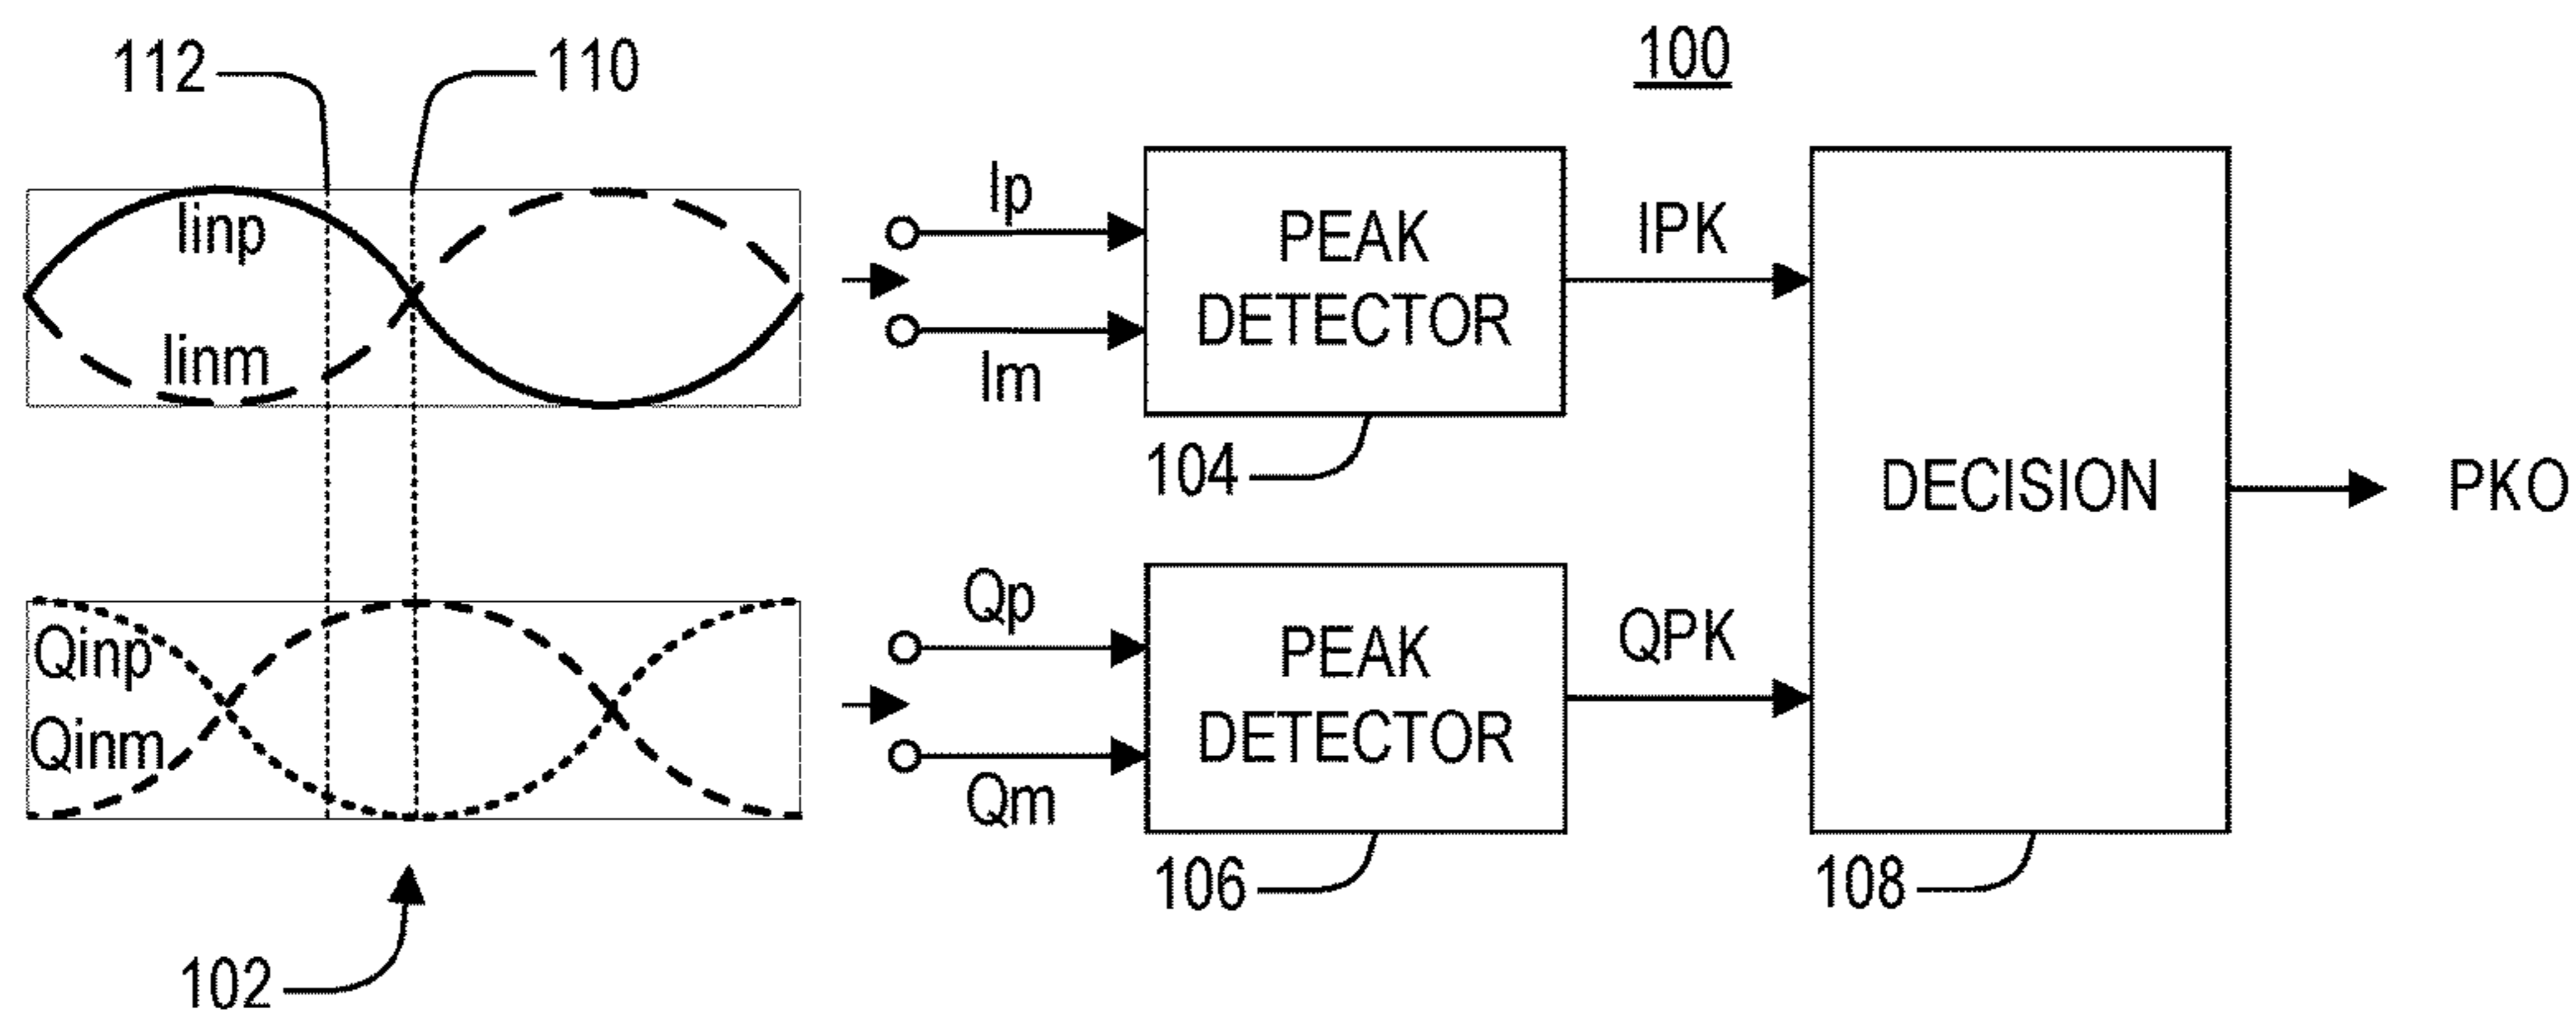 112
110
100
Iinp
Iinm
Ip
Im
PEAK
DETECTOR
104
IPK
Qinp
Qinm
Qp
Qm
PEAK
DETECTOR
106
QPK
DECISION
108
PKO
102